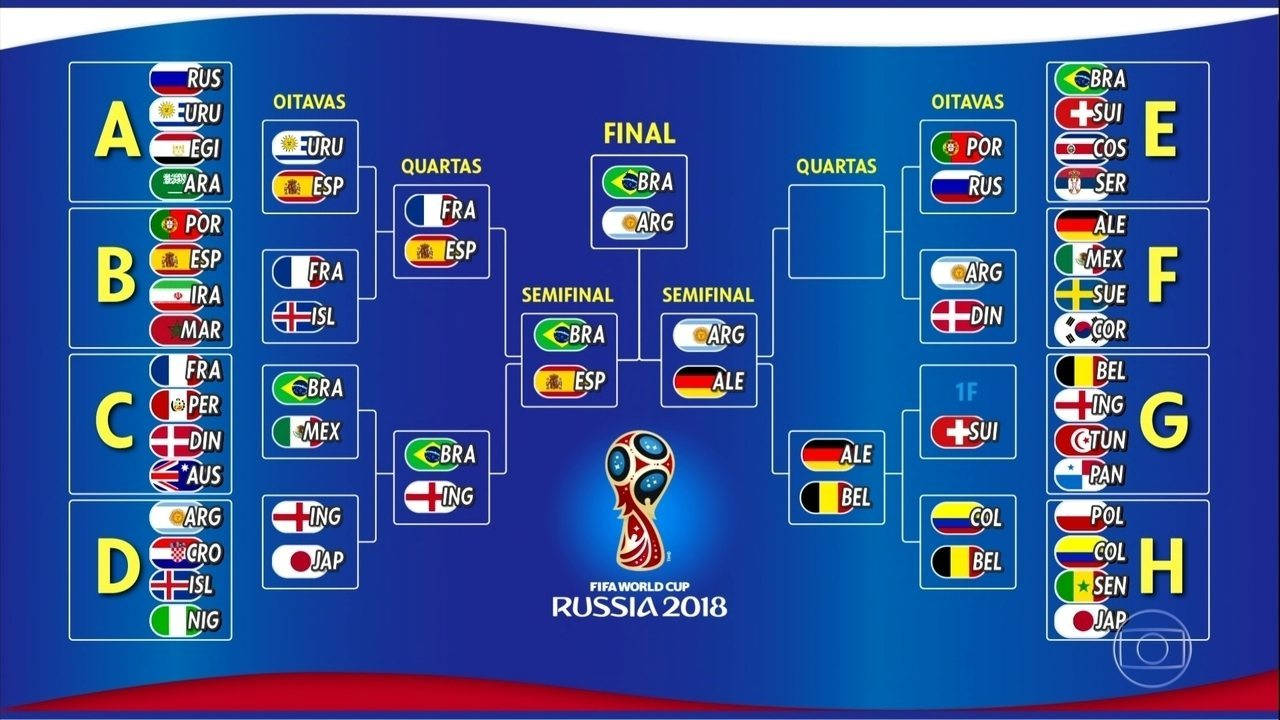 A
RUS
URU
EGI
ARA
B
POR
ESP
IRA
MAR
C
FRA
PER
DIN
AUS
D
ARG
CRO
ISL
NIG
OITAVAS
URU
ESP
FRA
ISL
BRA
MEX
ING
JAP
QUARTAS
FRA
ESP
BRA
ING
SEMIFINAL
BRA
ESP
FINAL
BRA
ARG
SEMIFINAL
ARG
ALE
FIFA WORLD CUP
RUSSIA 2018
QUARTAS
ALE
BEL
OITAVAS
POR
RUS
ARG
DIN
1F
SUI
COL
BEL
E
BRA
SUI
COS
SER
F
ALE
MEX
SUE
COR
G
BEL
ING
TUN
PAN
H
POL
COL
SEN
JAP